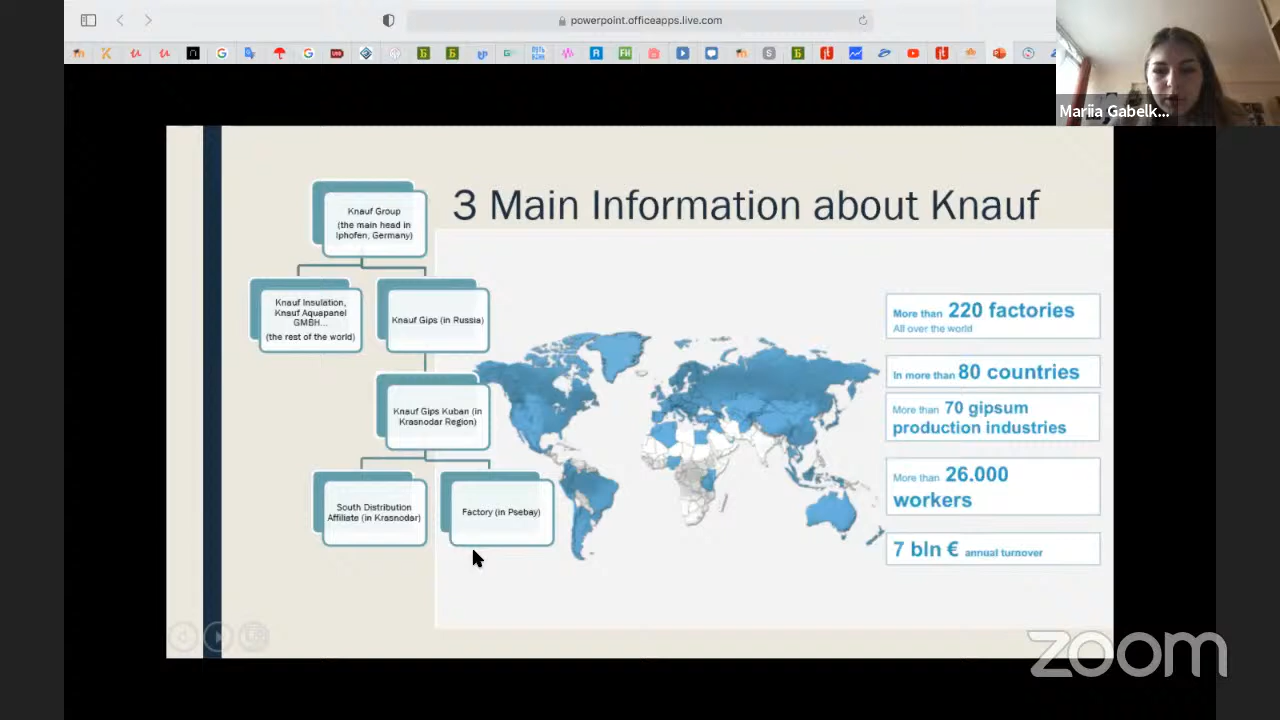 powerpoint.officeapps.live.com
Mariia Gabelk...
3 Main Information about Knauf
Knauf Group
(the main head in
Iphofen, Germany)
Knauf Insulation,
Knauf Aquapanel
GMBH...
(the rest of the world)
Knauf Gips (in Russia)
Knauf Gips Kuban (in
Krasnodar Region)
South Distribution
Affiliate (in Krasnodar)
Factory (in Psebay)
More than 220 factories
All over the world
In more than 80 countries
More than 70 gipsum
production industries
More than 26.000
workers
7 bln € annual turnover
zoom